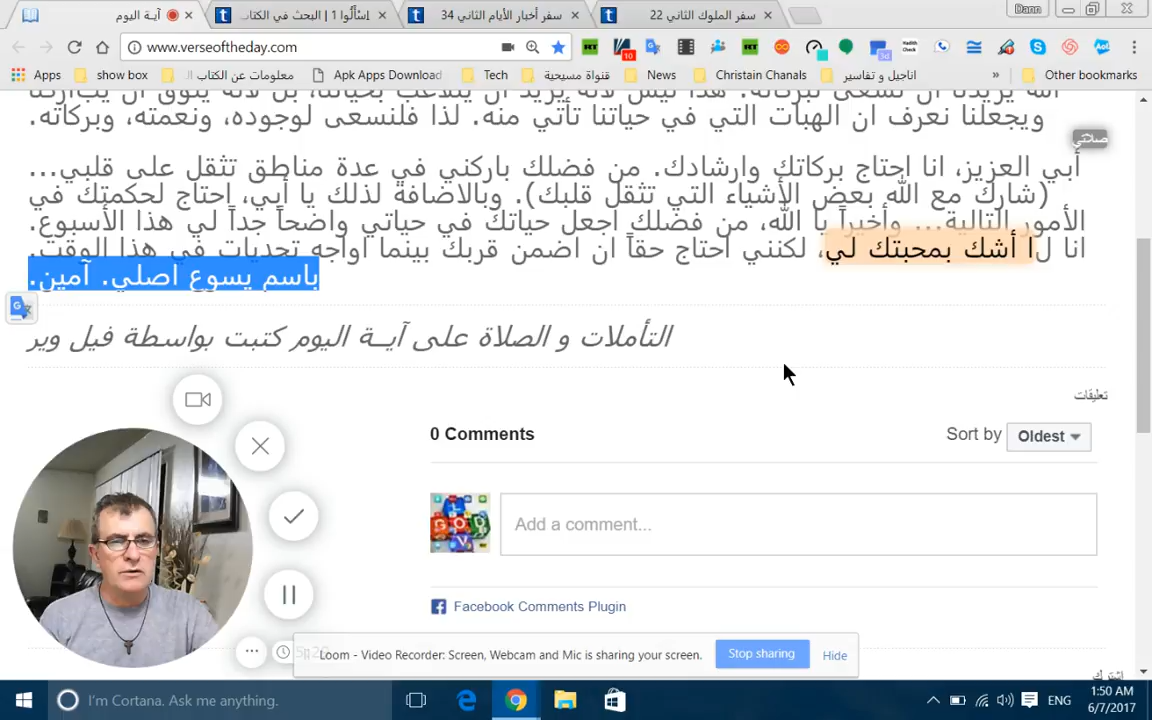 آيـة اليوم
اِسْأَلُوا 1 | البحث في الكتاب
سفر أخبار الأيام الثاني 34
سفر الملوك الثاني 22
Dann
www.verseoftheday.com
Apps
show box
معلومات عن الكتاب ال
Apk Apps Download
قنواة مسيحية
Tech
News
Christain Chanals
اناجيل و تفاسير
»
Other bookmarks
ويجعلنا نعرف ان الهبات التي في حياتنا تأتي منه. لذا فلنسعى لوجوده، ونعمته، وبركاته.
صلاتي
أبي العزيز، انا احتاج بركاتك وارشادك. من فضلك باركني في عدة مناطق تثقل على قلبي...
(شارك مع الله بعض الأشياء التي تثقل قلبك). وبالاضافة لذلك يا أبي، احتاج لحكمتك في
الأمور التالية... وأخيراً يا الله، من فضلك اجعل حياتك في حياتي واضحاً جداً لي هذا الأسبوع.
انا لا أشك بمحبتك لي، لكنني احتاج حقاً ان اضمن قربك بينما اواجه تحديات في هذا الوقت.
باسم يسوع اصلي. آمين.
التأملات و الصلاة على آيــة اليوم كتبت بواسطة فيل وير
تعليقات
0 Comments
Sort by
Oldest
Add a comment...
Facebook Comments Plugin
Loom - Video Recorder: Screen, Webcam and Mic is sharing your screen.
Stop sharing
Hide
I'm Cortana. Ask me anything.
ENG
1:50 AM
6/7/2017